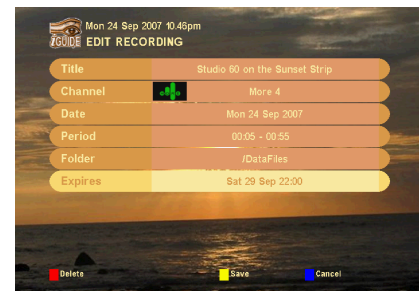 Mon 24 Sep 2007 10.46pm
iGUIDE EDIT RECORDING
Title Studio 60 on the Sunset Strip
Channel More 4
Date Mon 24 Sep 2007
Period 00:05 - 00:55
Folder /DataFiles
Expires Sat 29 Sep 22:00
Delete Save Cancel